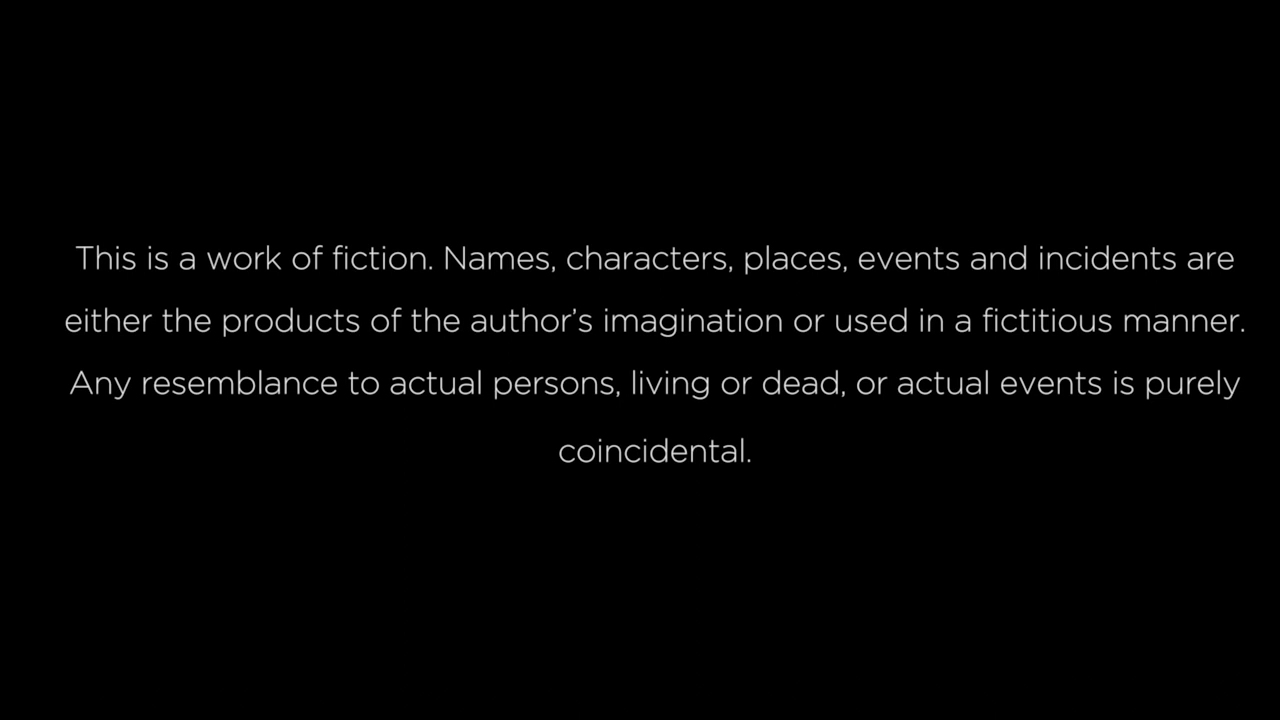 This is a work of fiction. Names, characters, places, events and incidents are
either the products of the author’s imagination or used in a fictitious manner.
Any resemblance to actual persons, living or dead, or actual events is purely
coincidental.